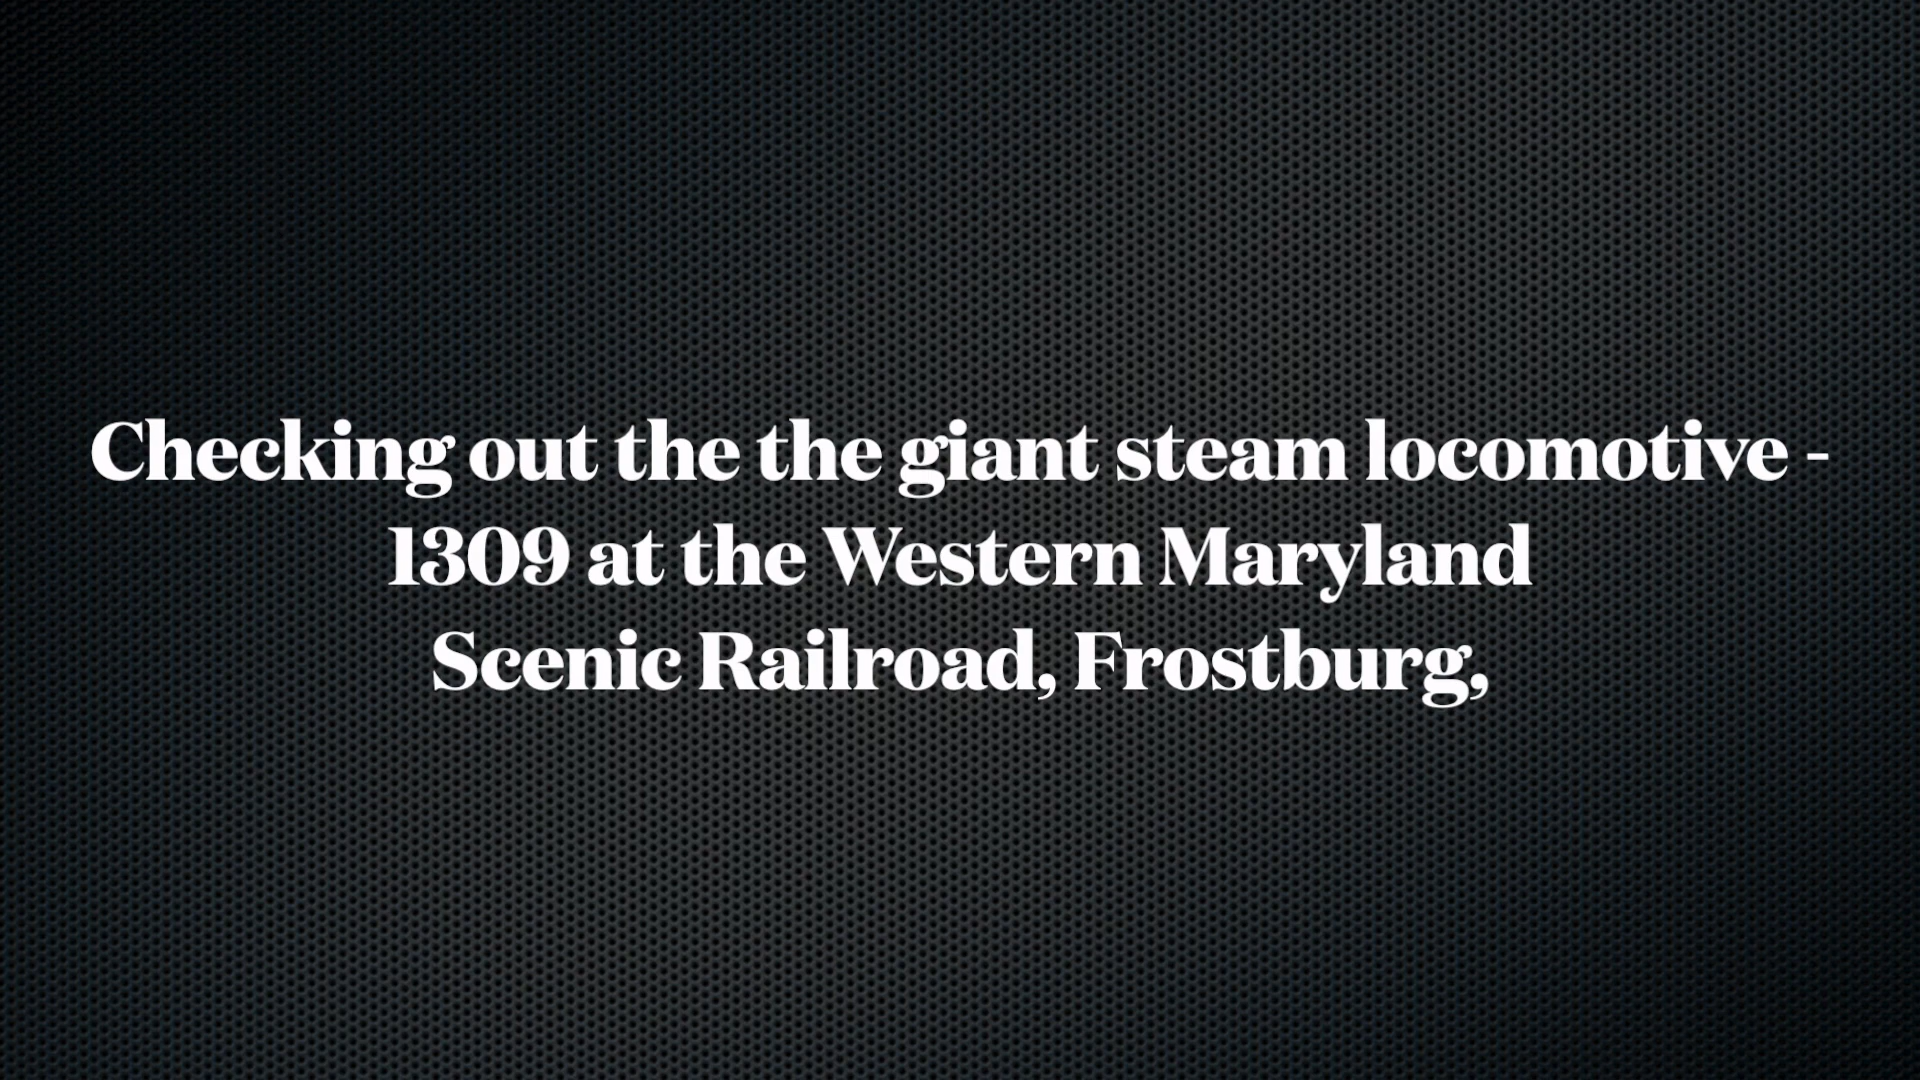 Checking out the the giant steam locomotive -
1309 at the Western Maryland
Scenic Railroad, Frostburg,